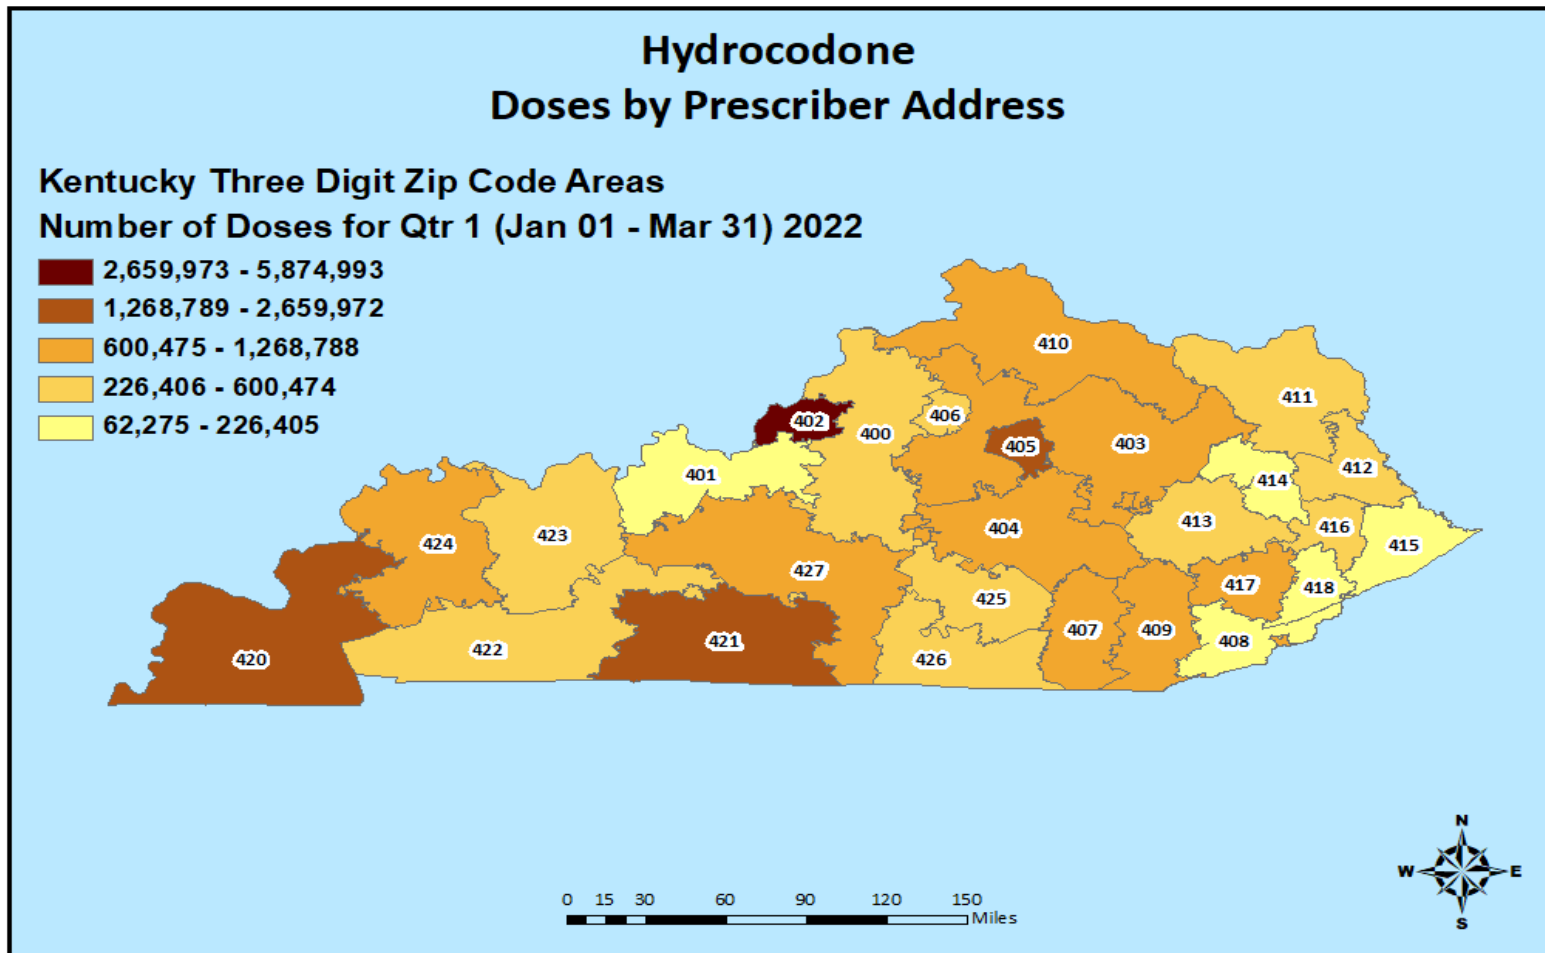 Hydrocodone
Doses by Prescriber Address
Kentucky Three Digit Zip Code Areas
Number of Doses for Qtr 1 (Jan 01 - Mar 31) 2022
2,659,973 - 5,874,993
1,268,789 - 2,659,972
600,475 - 1,268,788
226,406 - 600,474
62,275 - 226,405
410
411
402
406
400
405
403
401
412
414
413
416
415
404
423
424
427
417
418
425
407
409
408
421
422
426
420
N
W E
S
0 15 30 60 90 120 150
Miles